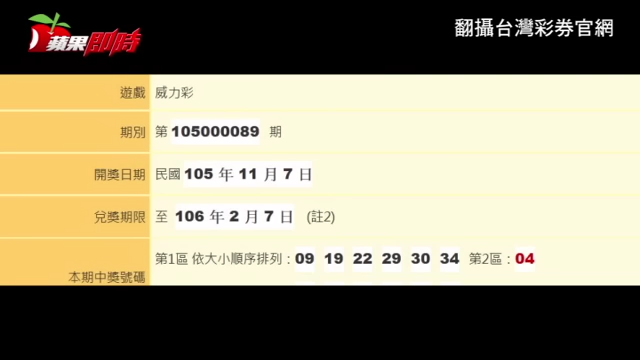 蘋果即時
翻攝台灣彩券官網
遊戲 威力彩
期別 第 105000089 期
開獎日期 民國 105 年 11 月 7 日
兌獎期限 至 106 年 2 月 7 日 (註2)
第1區 依大小順序排列：09 19 22 29 30 34 第2區：04
本期中獎號碼